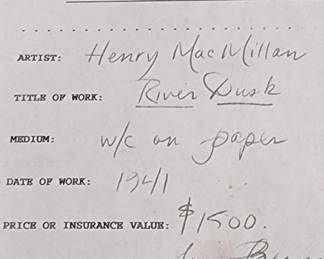 ARTIST: Henry MacMillan
TITLE OF WORK: River Dusk
MEDIUM: w/c on paper
DATE OF WORK: 1941
PRICE OR INSURANCE VALUE: $1500.